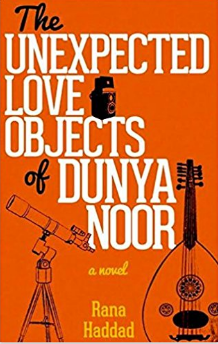 The
UNEXPECTED
LOVE
OBJECTS
of DUNYA
NOOR
a novel
Rana
Haddad